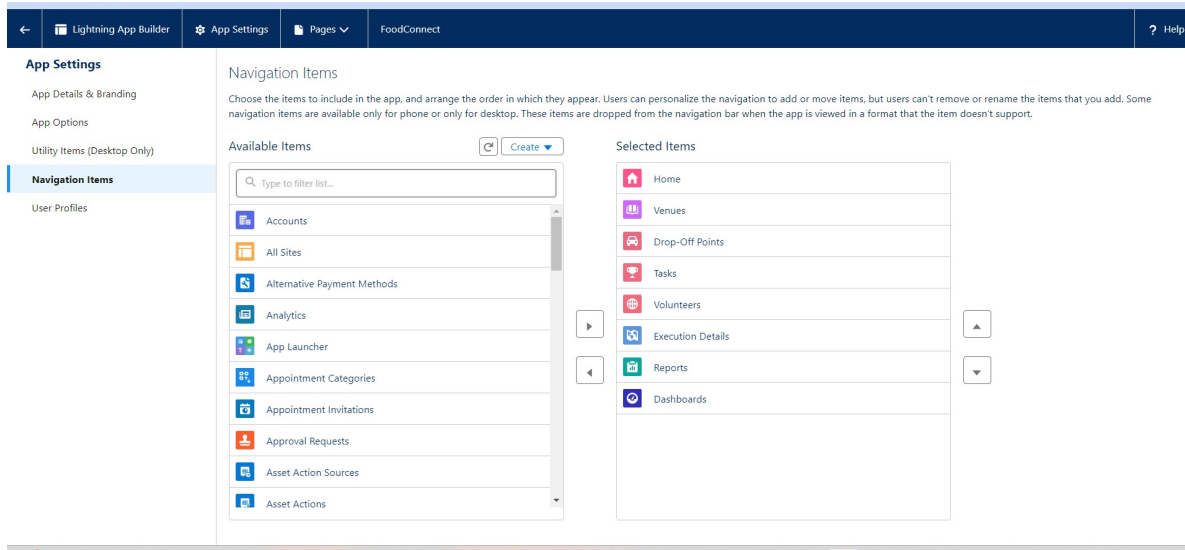 Lightning App Builder
App Settings
Pages
FoodConnect
? Help
App Settings
App Details & Branding
App Options
Utility Items (Desktop Only)
Navigation Items
User Profiles
Navigation Items
Choose the items to include in the app, and arrange the order in which they appear. Users can personalize the navigation to add or move items, but users can't remove or rename the items that you add. Some
navigation items are available only for phone or only for desktop. These items are dropped from the navigation bar when the app is viewed in a format that the item doesn't support.
Available Items
Create
Type to filter list...
Accounts
All Sites
Alternative Payment Methods
Analytics
App Launcher
Appointment Categories
Appointment Invitations
Approval Requests
Asset Action Sources
Asset Actions
Selected Items
Home
Venues
Drop-Off Points
Tasks
Volunteers
Execution Details
Reports
Dashboards